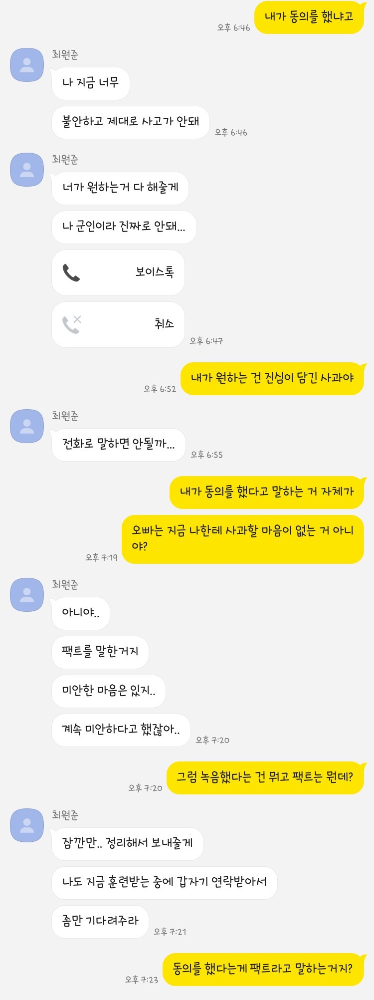 내가 동의를 했냐고
오후 6:46
최원준
나 지금 너무
불안하고 제대로 사고가 안돼
오후 6:46
최원준
너가 원하는거 다 해줄게
나 군인이라 진짜로 안돼...
보이스톡
취소
오후 6:47
내가 원하는 건 진심이 담긴 사과야
오후 6:52
최원준
전화로 말하면 안될까...
오후 6:55
내가 동의를 했다고 말하는 거 자체가
오빠는 지금 나한테 사과할 마음이 없는 거 아니
야?
오후 7:19
최원준
아니야..
팩트를 말한거지
미안한 마음은 있지..
계속 미안하다고 했잖아..
오후 7:20
그럼 녹음했다는 건 뭐고 팩트는 뭔데?
오후 7:20
최원준
잠깐만.. 정리해서 보내줄게
나도 지금 훈련받는 중에 갑자기 연락받아서
좀만 기다려주라
오후 7:21
동의를 했다는게 팩트라고 말하는거지?
오후 7:23